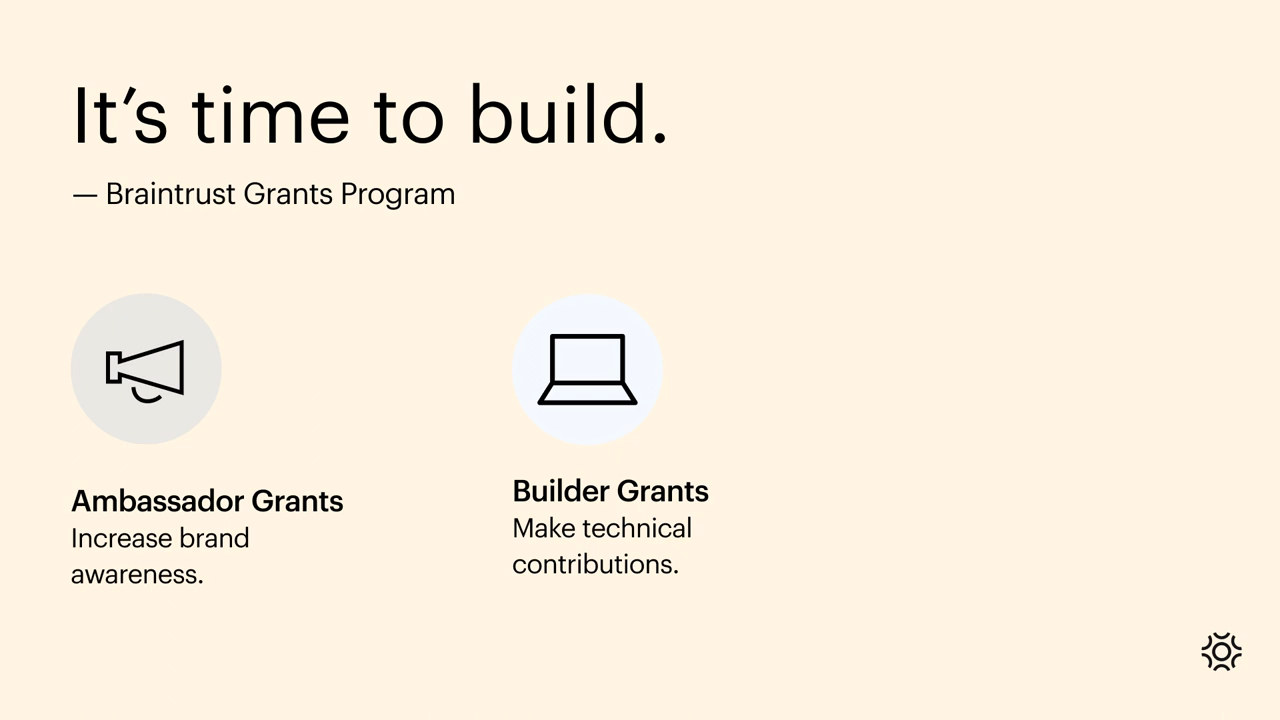 It’s time to build.
— Braintrust Grants Program
Ambassador Grants
Increase brand
awareness.
Builder Grants
Make technical
contributions.